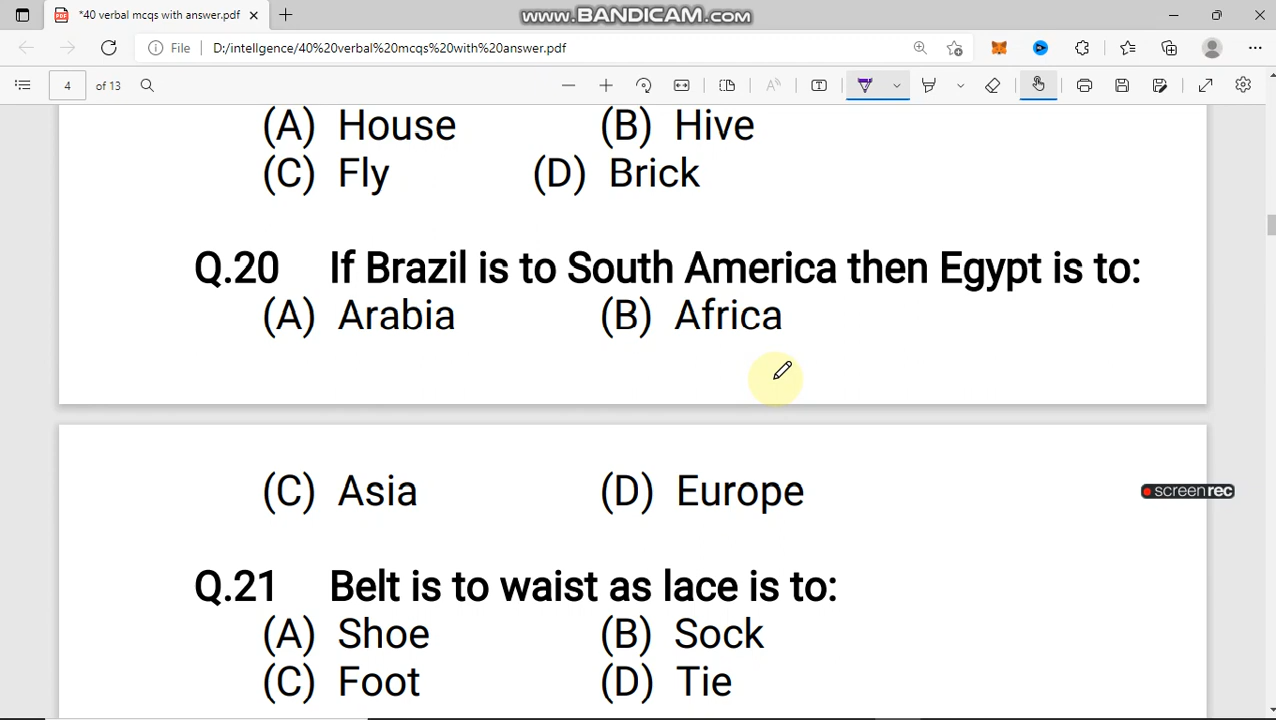 *40 verbal mcqs with answer.pdf
www.BANDICAM.com
File D:/intellgence/40%20verbal%20mcqs%20with%20answer.pdf
4 of 13
(A) House (B) Hive
(C) Fly (D) Brick
Q.20 If Brazil is to South America then Egypt is to:
(A) Arabia (B) Africa
(C) Asia (D) Europe
screenrec
Q.21 Belt is to waist as lace is to:
(A) Shoe (B) Sock
(C) Foot (D) Tie